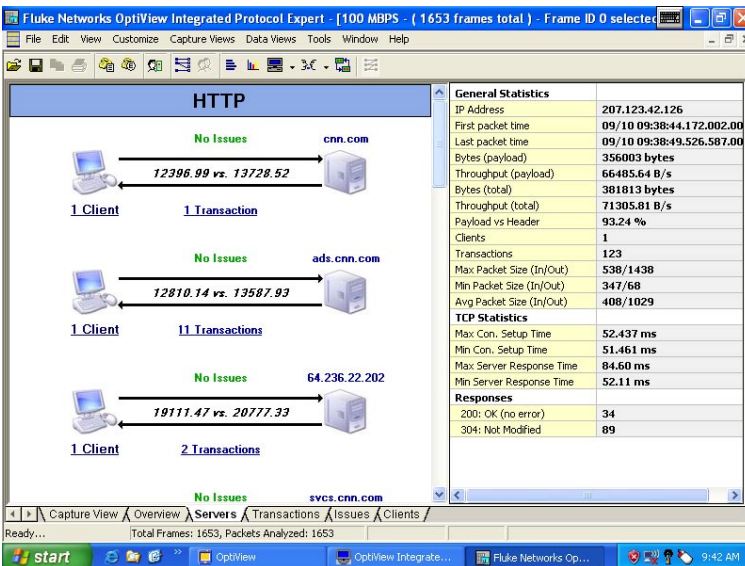 Fluke Networks OptiView Integrated Protocol Expert - [100 MBPS - ( 1653 frames total ) - Frame ID 0 selected
File Edit View Customize Capture Views Data Views Tools Window Help
HTTP
No Issues cnn.com
12396.99 vs. 13728.52
1 Client 1 Transaction
No Issues ads.cnn.com
12810.14 vs. 13587.93
1 Client 11 Transactions
No Issues 64.236.22.202
19111.47 vs. 20777.33
1 Client 2 Transactions
No Issues svcs.cnn.com
General Statistics
IP Address 207.123.42.126
First packet time 09/10 09:38:44.172.002.00
Last packet time 09/10 09:38:49.526.587.00
Bytes (payload) 356003 bytes
Throughput (payload) 66485.64 B/s
Bytes (total) 381813 bytes
Throughput (total) 71305.81 B/s
Payload vs Header 93.24 %
Clients 1
Transactions 123
Max Packet Size (In/Out) 538/1438
Min Packet Size (In/Out) 347/68
Avg Packet Size (In/Out) 408/1029
TCP Statistics
Max Con. Setup Time 52.437 ms
Min Con. Setup Time 51.461 ms
Max Server Response Time 84.60 ms
Min Server Response Time 52.11 ms
Responses
200: OK (no error) 34
304: Not Modified 89
Capture View Overview Servers Transactions Issues Clients
Ready... Total Frames: 1653, Packets Analyzed: 1653
start OptiView OptiView Integrate... Fluke Networks Op... 9:42 AM